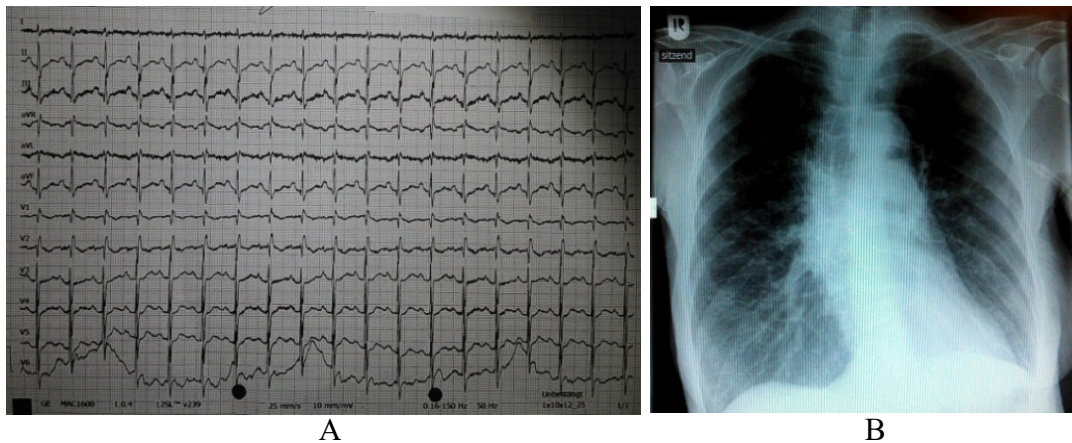 I
II
III
aVR
aVL
aVF
V1
V2
V3
V4
V5
V6
GE MAC1600 1.0.4 12SL™ v239 25 mm/s 10 mm/mV 0.16-150 Hz 50 Hz
Unbestätigt
1x10x12_25 1/1
A
R
sitzend
B